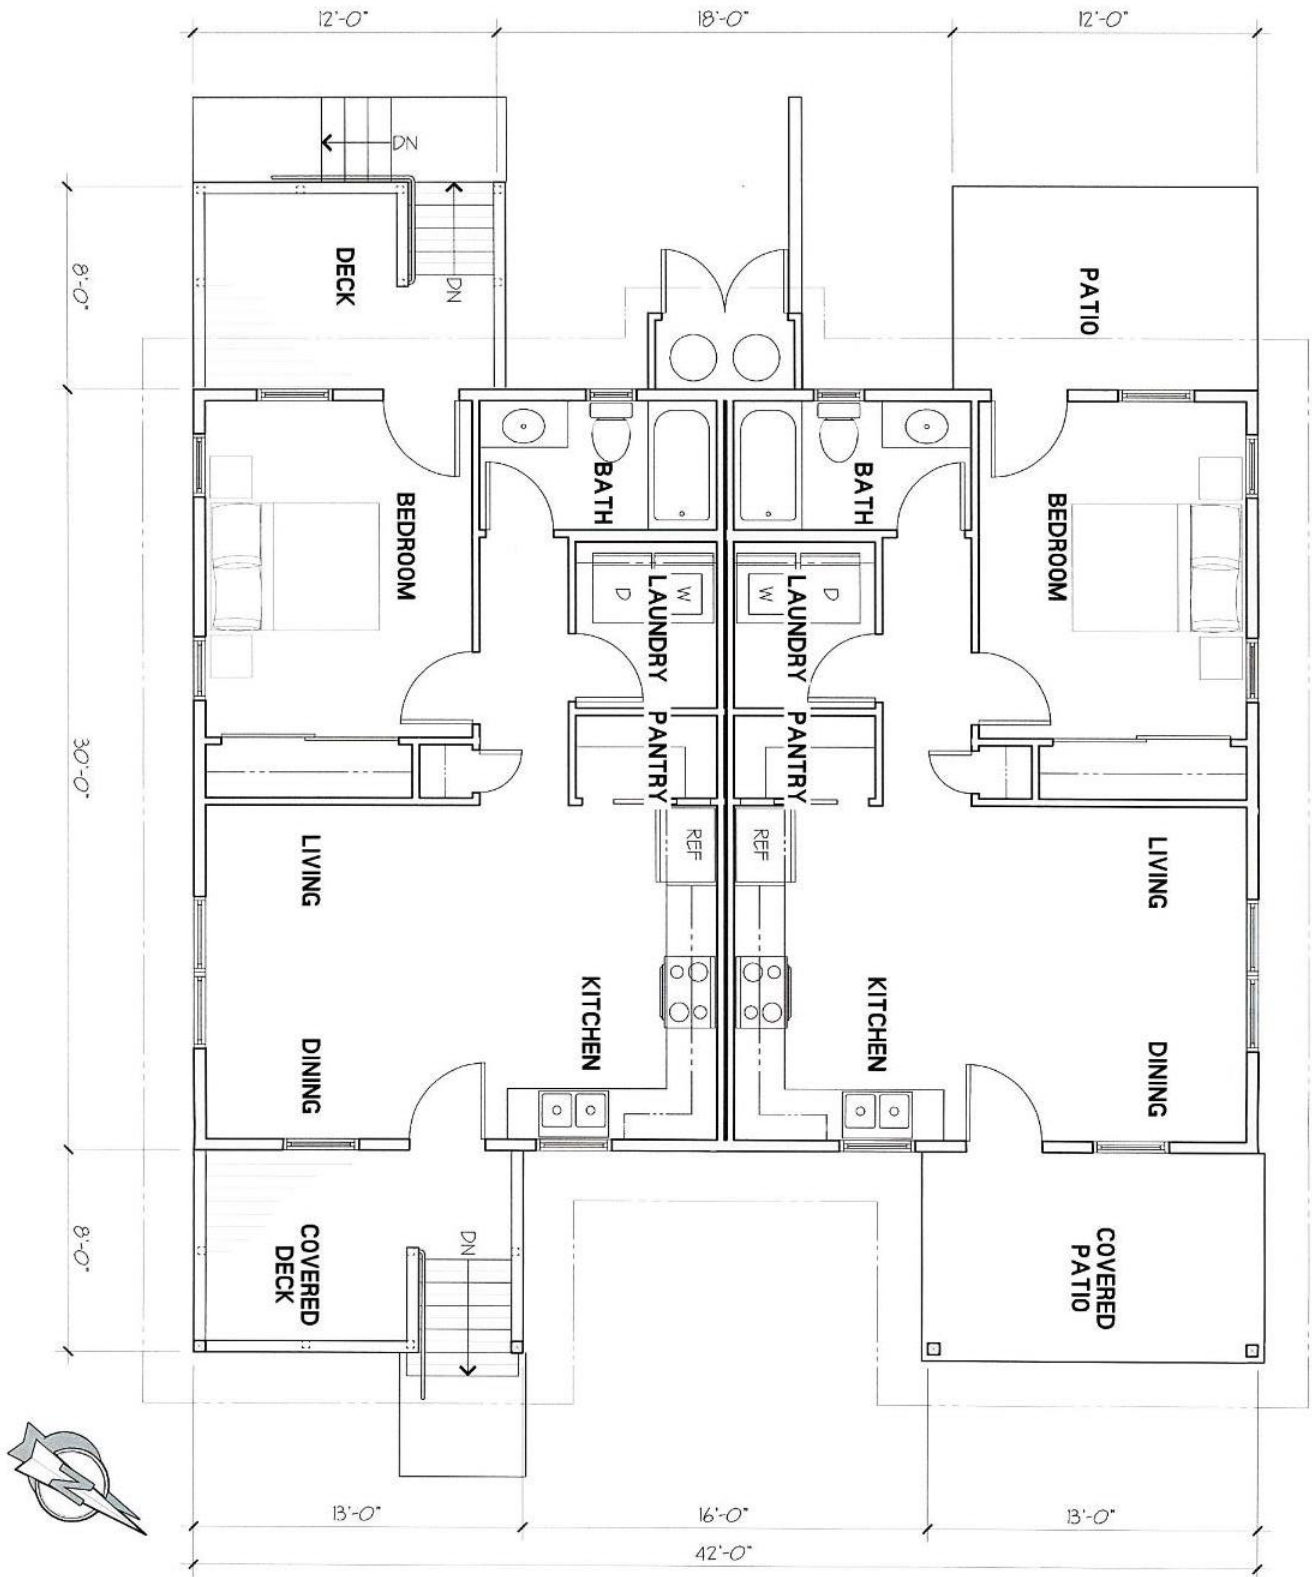 12'-0"
18'-0"
12'-0"
DN
DN
DECK
PATIO
8'-0"
BATH
BATH
BEDROOM
BEDROOM
D
W
LAUNDRY
W
D
LAUNDRY
PANTRY
PANTRY
30'-0"
REF
REF
LIVING
LIVING
KITCHEN
KITCHEN
DINING
DINING
8'-0"
COVERED
DECK
DN
COVERED
PATIO
N
13'-0"
16'-0"
13'-0"
42'-0"